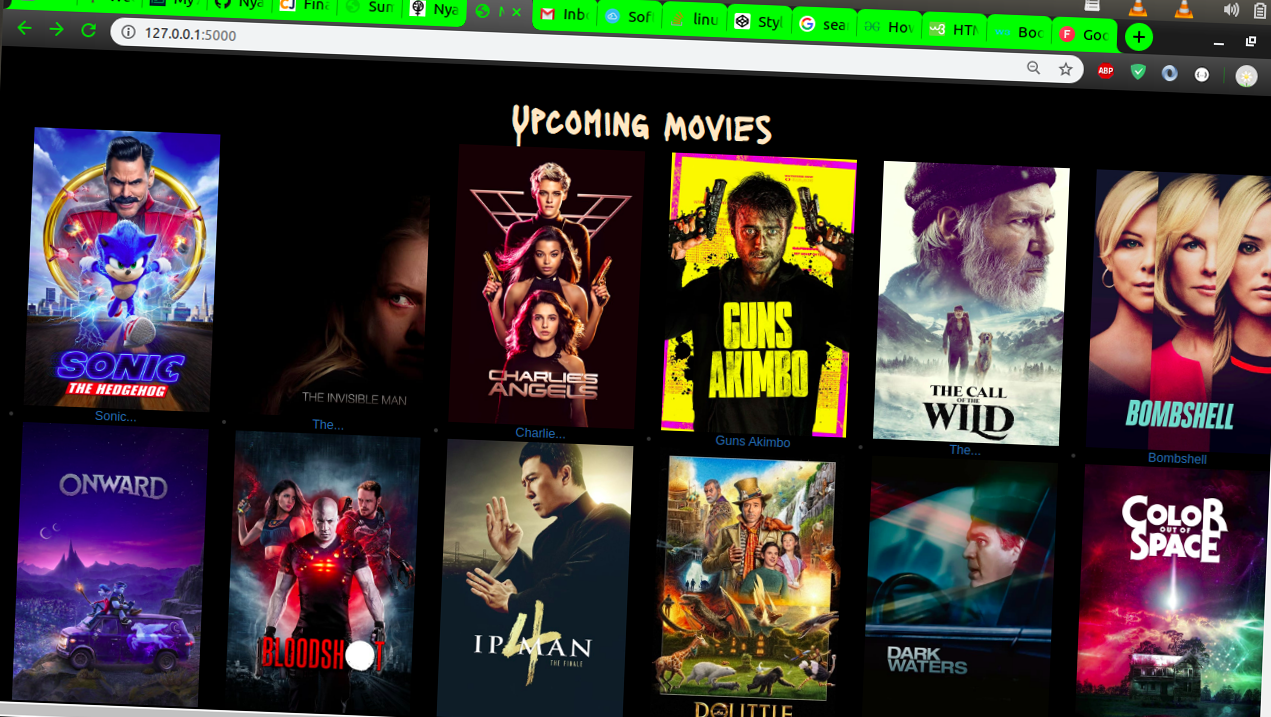 My
Nya
Fina
Sun
Nya
Inb
Sof
linu
Styl
sear
Hov
w3 HTM
Boo
F Goo
127.0.0.1:5000
ABP
UPCOMING MOVIES
SONIC
THE HEDGEHOG
THE INVISIBLE MAN
CHARLIES
ANGELS
GUNS
AKIMBO
THE CALL
OF THE
WILD
BOMBSHELL
Sonic...
The...
Charlie...
Guns Akimbo
The...
Bombshell
ONWARD
BLOODSHOT
IP MAN 4
THE FINALE
DOLITTLE
DARK
WATERS
COLOR
OUT OF
SPACE